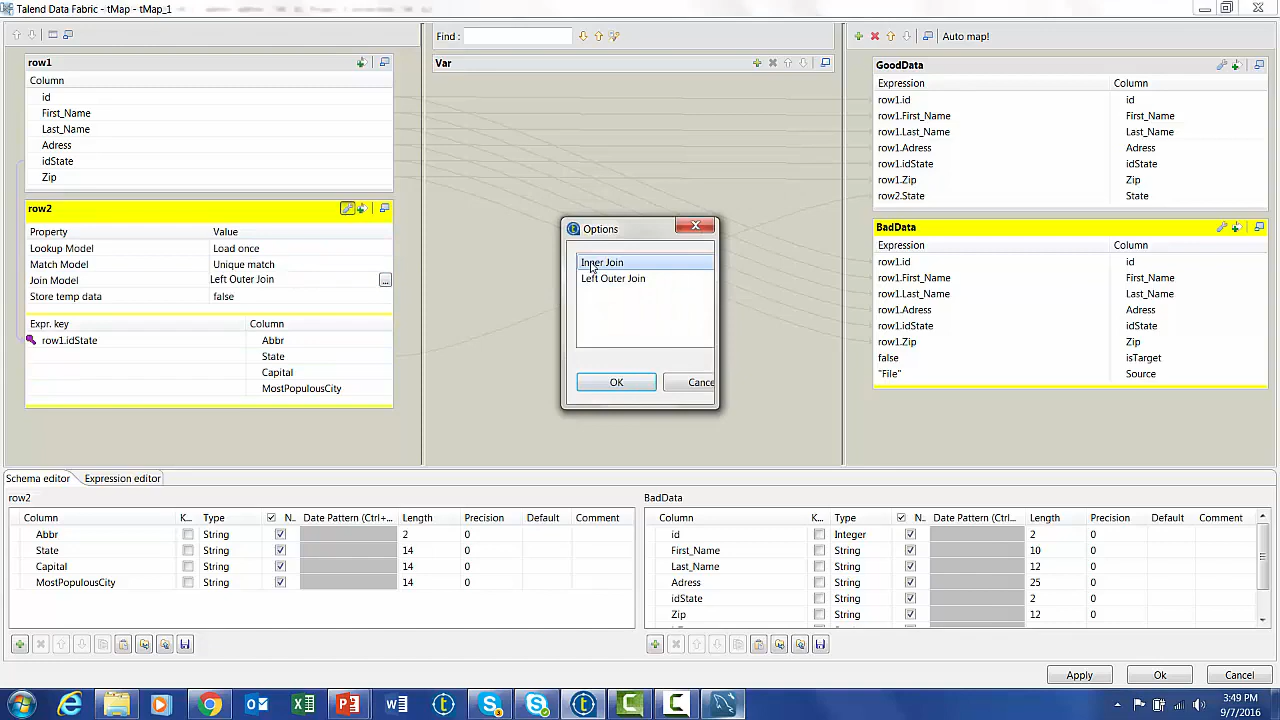 Talend Data Fabric - tMap - tMap_1
Find :
Auto map!
row1
Column
id
First_Name
Last_Name
Adress
idState
Zip
row2
Property Value
Lookup Model Load once
Match Model Unique match
Join Model Left Outer Join ...
Store temp data false
Expr. key Column
row1.idState Abbr
State
Capital
MostPopulousCity
Var
Options
Inner Join
Left Outer Join
OK Cance
GoodData
Expression Column
row1.id id
row1.First_Name First_Name
row1.Last_Name Last_Name
row1.Adress Adress
row1.idState idState
row1.Zip Zip
row2.State State
BadData
Expression Column
row1.id id
row1.First_Name First_Name
row1.Last_Name Last_Name
row1.Adress Adress
row1.idState idState
row1.Zip Zip
false isTarget
"File" Source
Schema editor Expression editor
row2
Column K... Type N.. Date Pattern (Ctrl+... Length Precision Default Comment
Abbr String 2 0
State String 14 0
Capital String 14 0
MostPopulousCity String 14 0
BadData
Column K... Type N.. Date Pattern (Ctrl... Length Precision Default Comment
id Integer 2 0
First_Name String 10 0
Last_Name String 12 0
Adress String 25 0
idState String 2 0
Zip String 12 0
Apply Ok Cancel
3:49 PM
9/7/2016